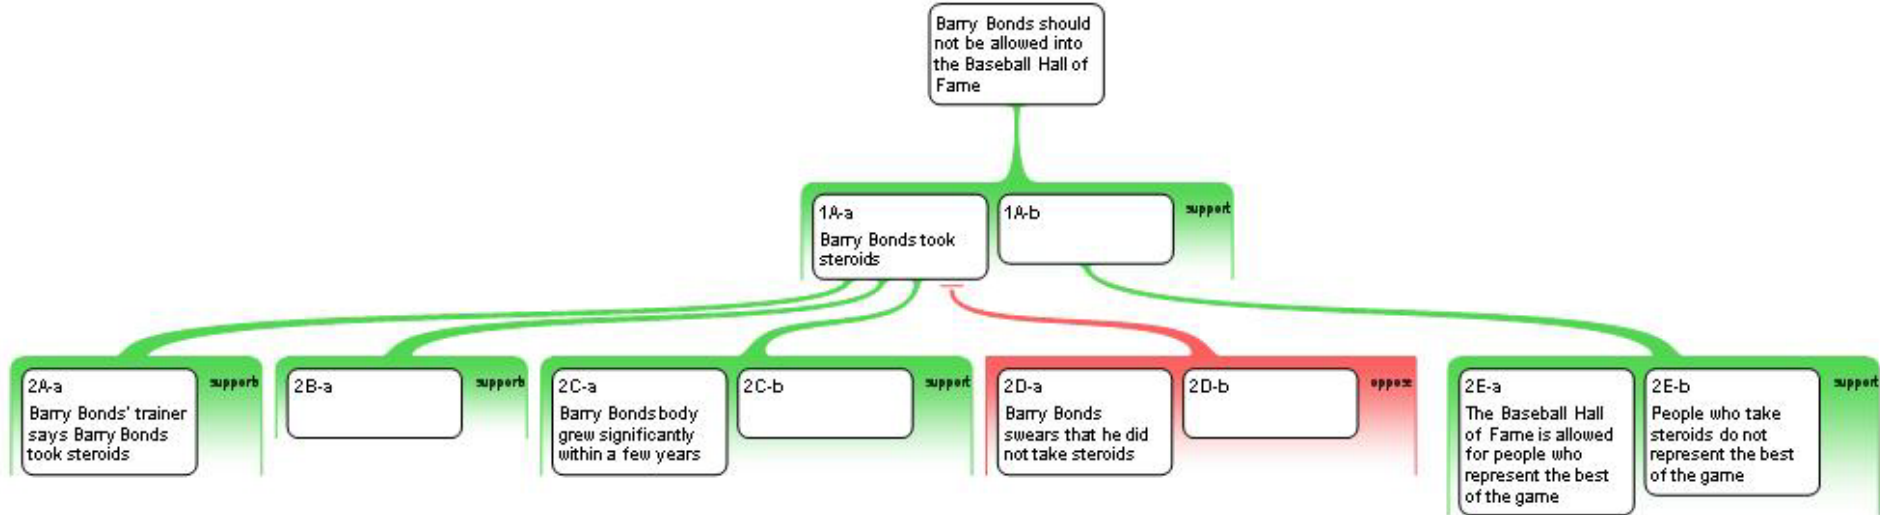 Barry Bonds should
not be allowed into
the Baseball Hall of
Fame
1A-a
Barry Bonds took
steroids
1A-b
support
2A-a
Barry Bonds' trainer
says Barry Bonds
took steroids
supports
2B-a
supports
2C-a
Barry Bonds body
grew significantly
within a few years
2C-b
support
2D-a
Barry Bonds
swears that he did
not take steroids
2D-b
oppose
2E-a
The Baseball Hall
of Fame is allowed
for people who
represent the best
of the game
2E-b
People who take
steroids do not
represent the best
of the game
support